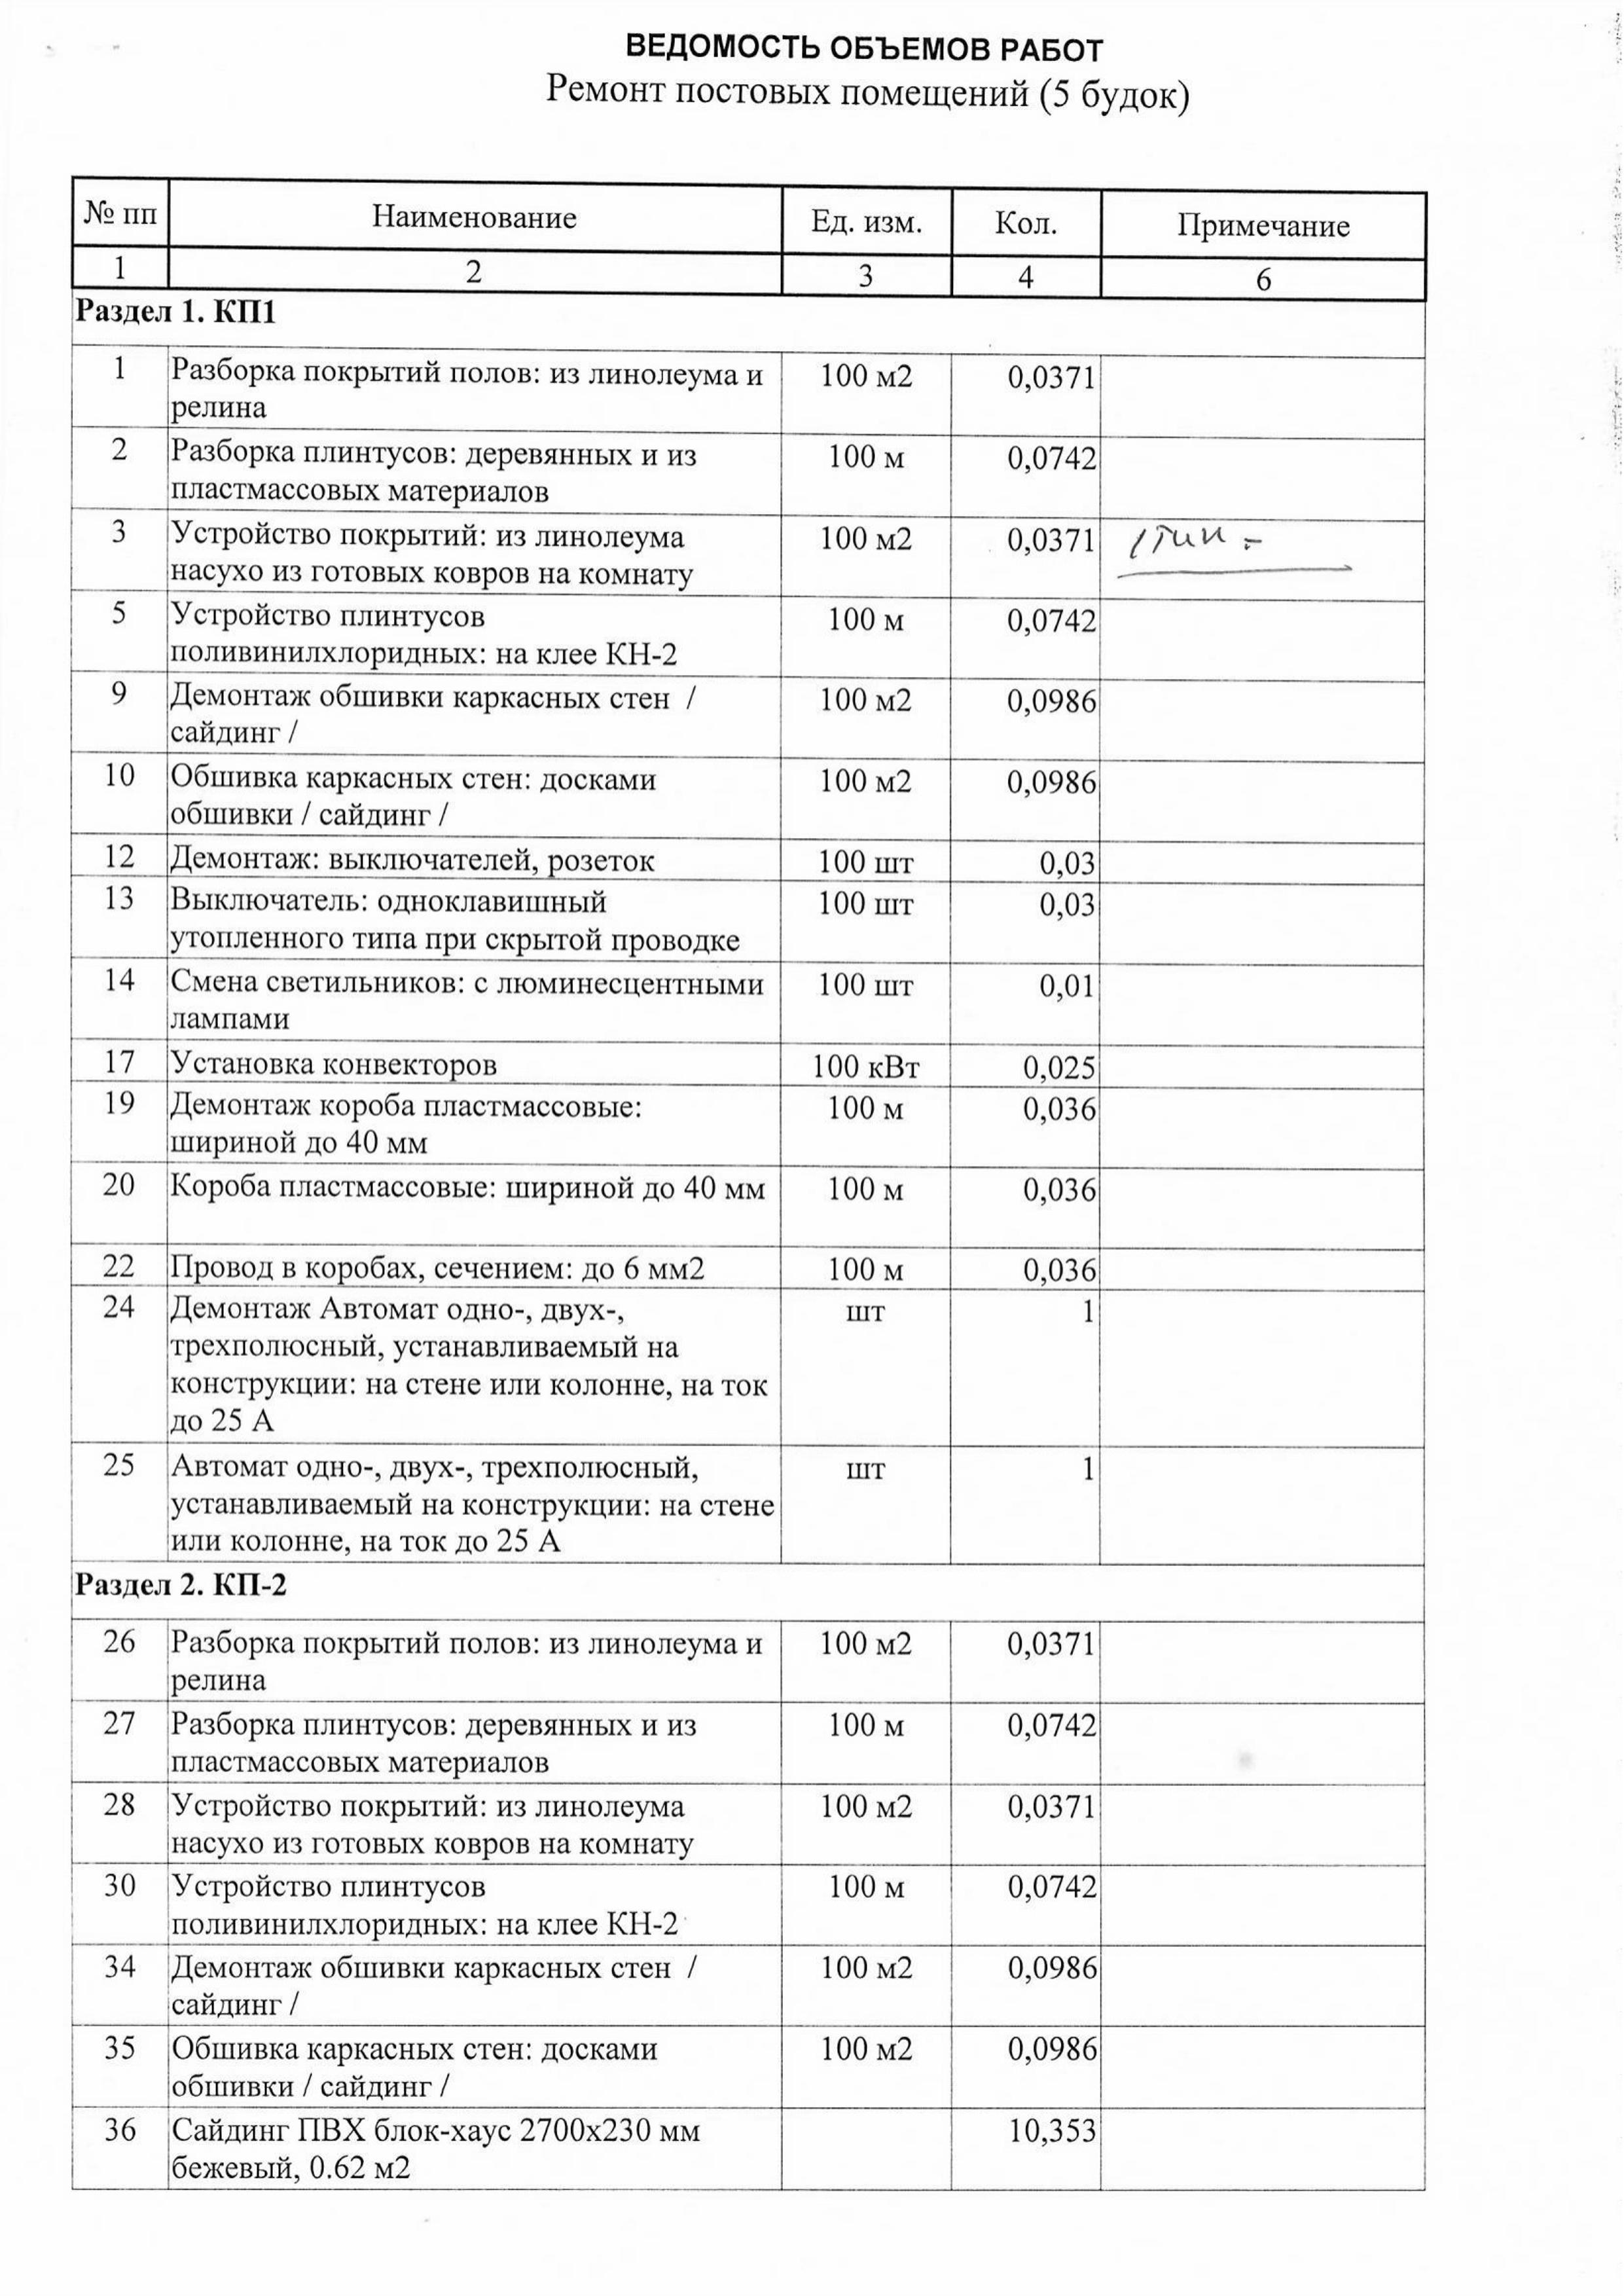 ВЕДОМОСТЬ ОБЪЕМОВ РАБОТ
Ремонт постовых помещений (5 будок)
№ пп Наименование Ед. изм. Кол. Примечание
1 2 3 4 6
Раздел 1. КП1
1 Разборка покрытий полов: из линолеума и 100 м2 0,0371
релина
2 Разборка плинтусов: деревянных и из 100 м 0,0742
пластмассовых материалов
3 Устройство покрытий: из линолеума 100 м2 0,0371
насухо из готовых ковров на комнату
5 Устройство плинтусов 100 м 0,0742
поливинилхлоридных: на клее КН-2
9 Демонтаж обшивки каркасных стен / 100 м2 0,0986
сайдинг /
10 Обшивка каркасных стен: досками 100 м2 0,0986
обшивки / сайдинг /
12 Демонтаж: выключателей, розеток 100 шт 0,03
13 Выключатель: одноклавишный 100 шт 0,03
утопленного типа при скрытой проводке
14 Смена светильников: с люминесцентными 100 шт 0,01
лампами
17 Установка конвекторов 100 кВт 0,025
19 Демонтаж короба пластмассовые: 100 м 0,036
шириной до 40 мм
20 Короба пластмассовые: шириной до 40 мм 100 м 0,036
22 Провод в коробах, сечением: до 6 мм2 100 м 0,036
24 Демонтаж Автомат одно-, двух-, шт 1
трехполюсный, устанавливаемый на
конструкции: на стене или колонне, на ток
до 25 А
25 Автомат одно-, двух-, трехполюсный, шт 1
устанавливаемый на конструкции: на стене
или колонне, на ток до 25 А
Раздел 2. КП-2
26 Разборка покрытий полов: из линолеума и 100 м2 0,0371
релина
27 Разборка плинтусов: деревянных и из 100 м 0,0742
пластмассовых материалов
28 Устройство покрытий: из линолеума 100 м2 0,0371
насухо из готовых ковров на комнату
30 Устройство плинтусов 100 м 0,0742
поливинилхлоридных: на клее КН-2
34 Демонтаж обшивки каркасных стен / 100 м2 0,0986
сайдинг /
35 Обшивка каркасных стен: досками 100 м2 0,0986
обшивки / сайдинг /
36 Сайдинг ПВХ блок-хаус 2700х230 мм 10,353
бежевый, 0.62 м2